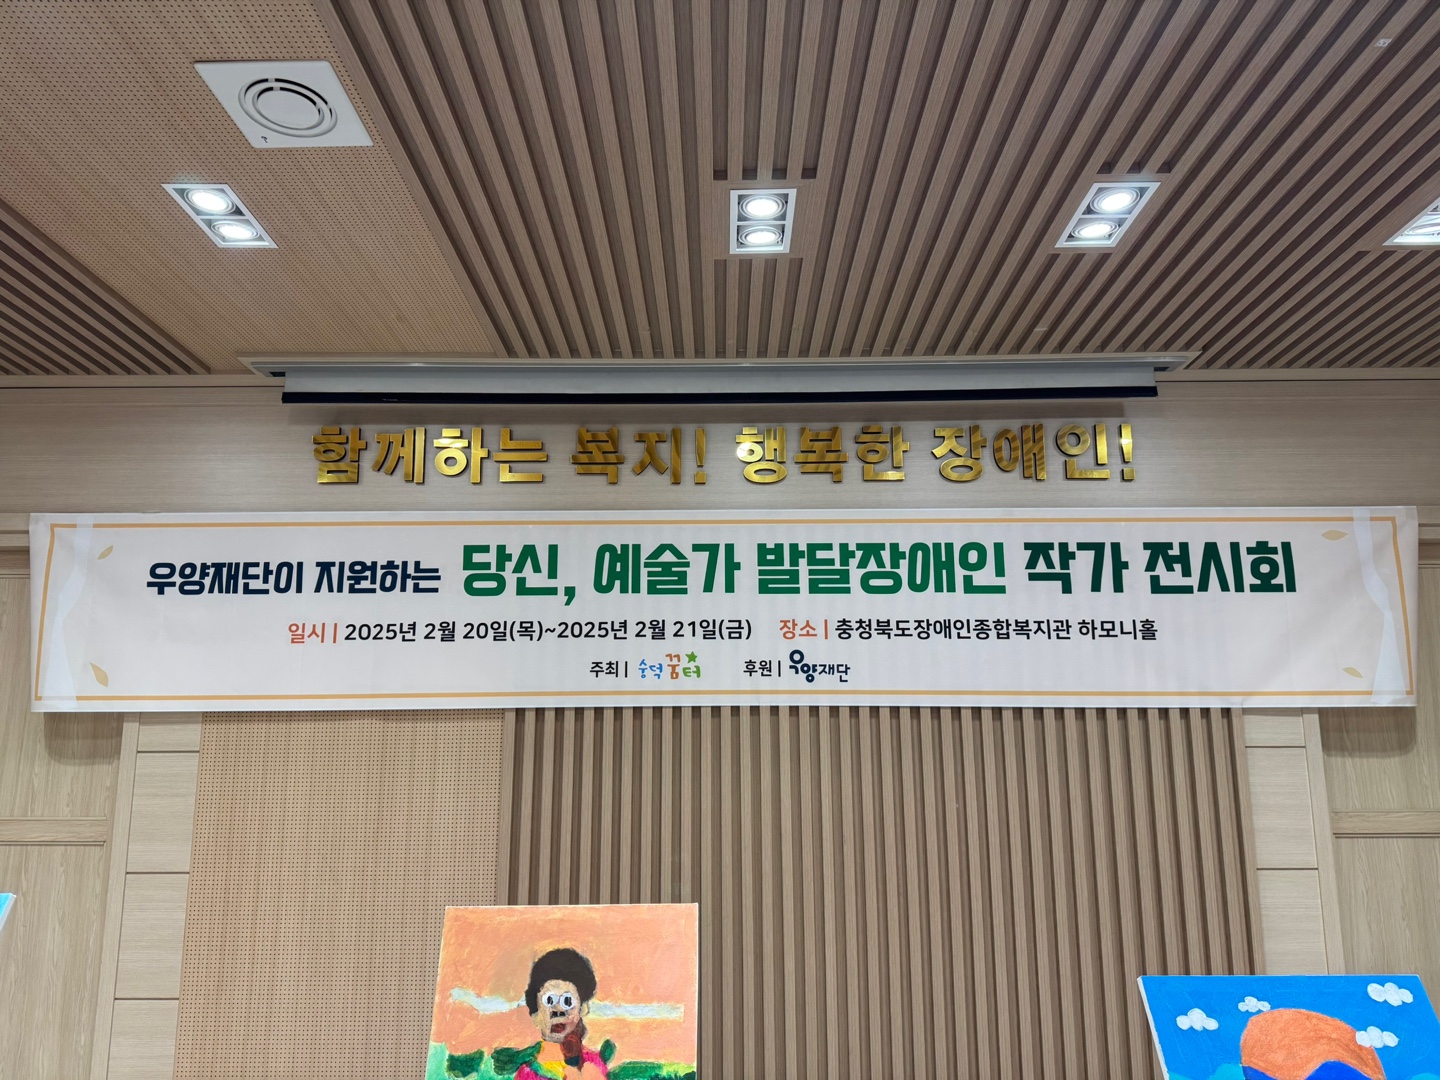 함께하는 복지! 행복한 장애인!
우양재단이 지원하는 당신, 예술가 발달장애인 작가 전시회
일시 | 2025년 2월 20일(목)~2025년 2월 21일(금) 장소 | 충청북도장애인종합복지관 하모니홀
주최 | 숭덕꿈터 후원 | 우양재단